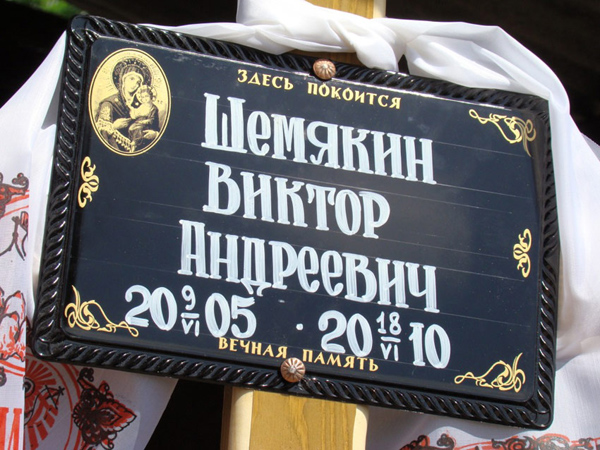 ЗДЕСЬ ПОКОИТСЯ
Шемякин
Виктор
Андреевич
20 9/VI 05 · 20 18/VI 10
ВЕЧНАЯ ПАМЯТЬ